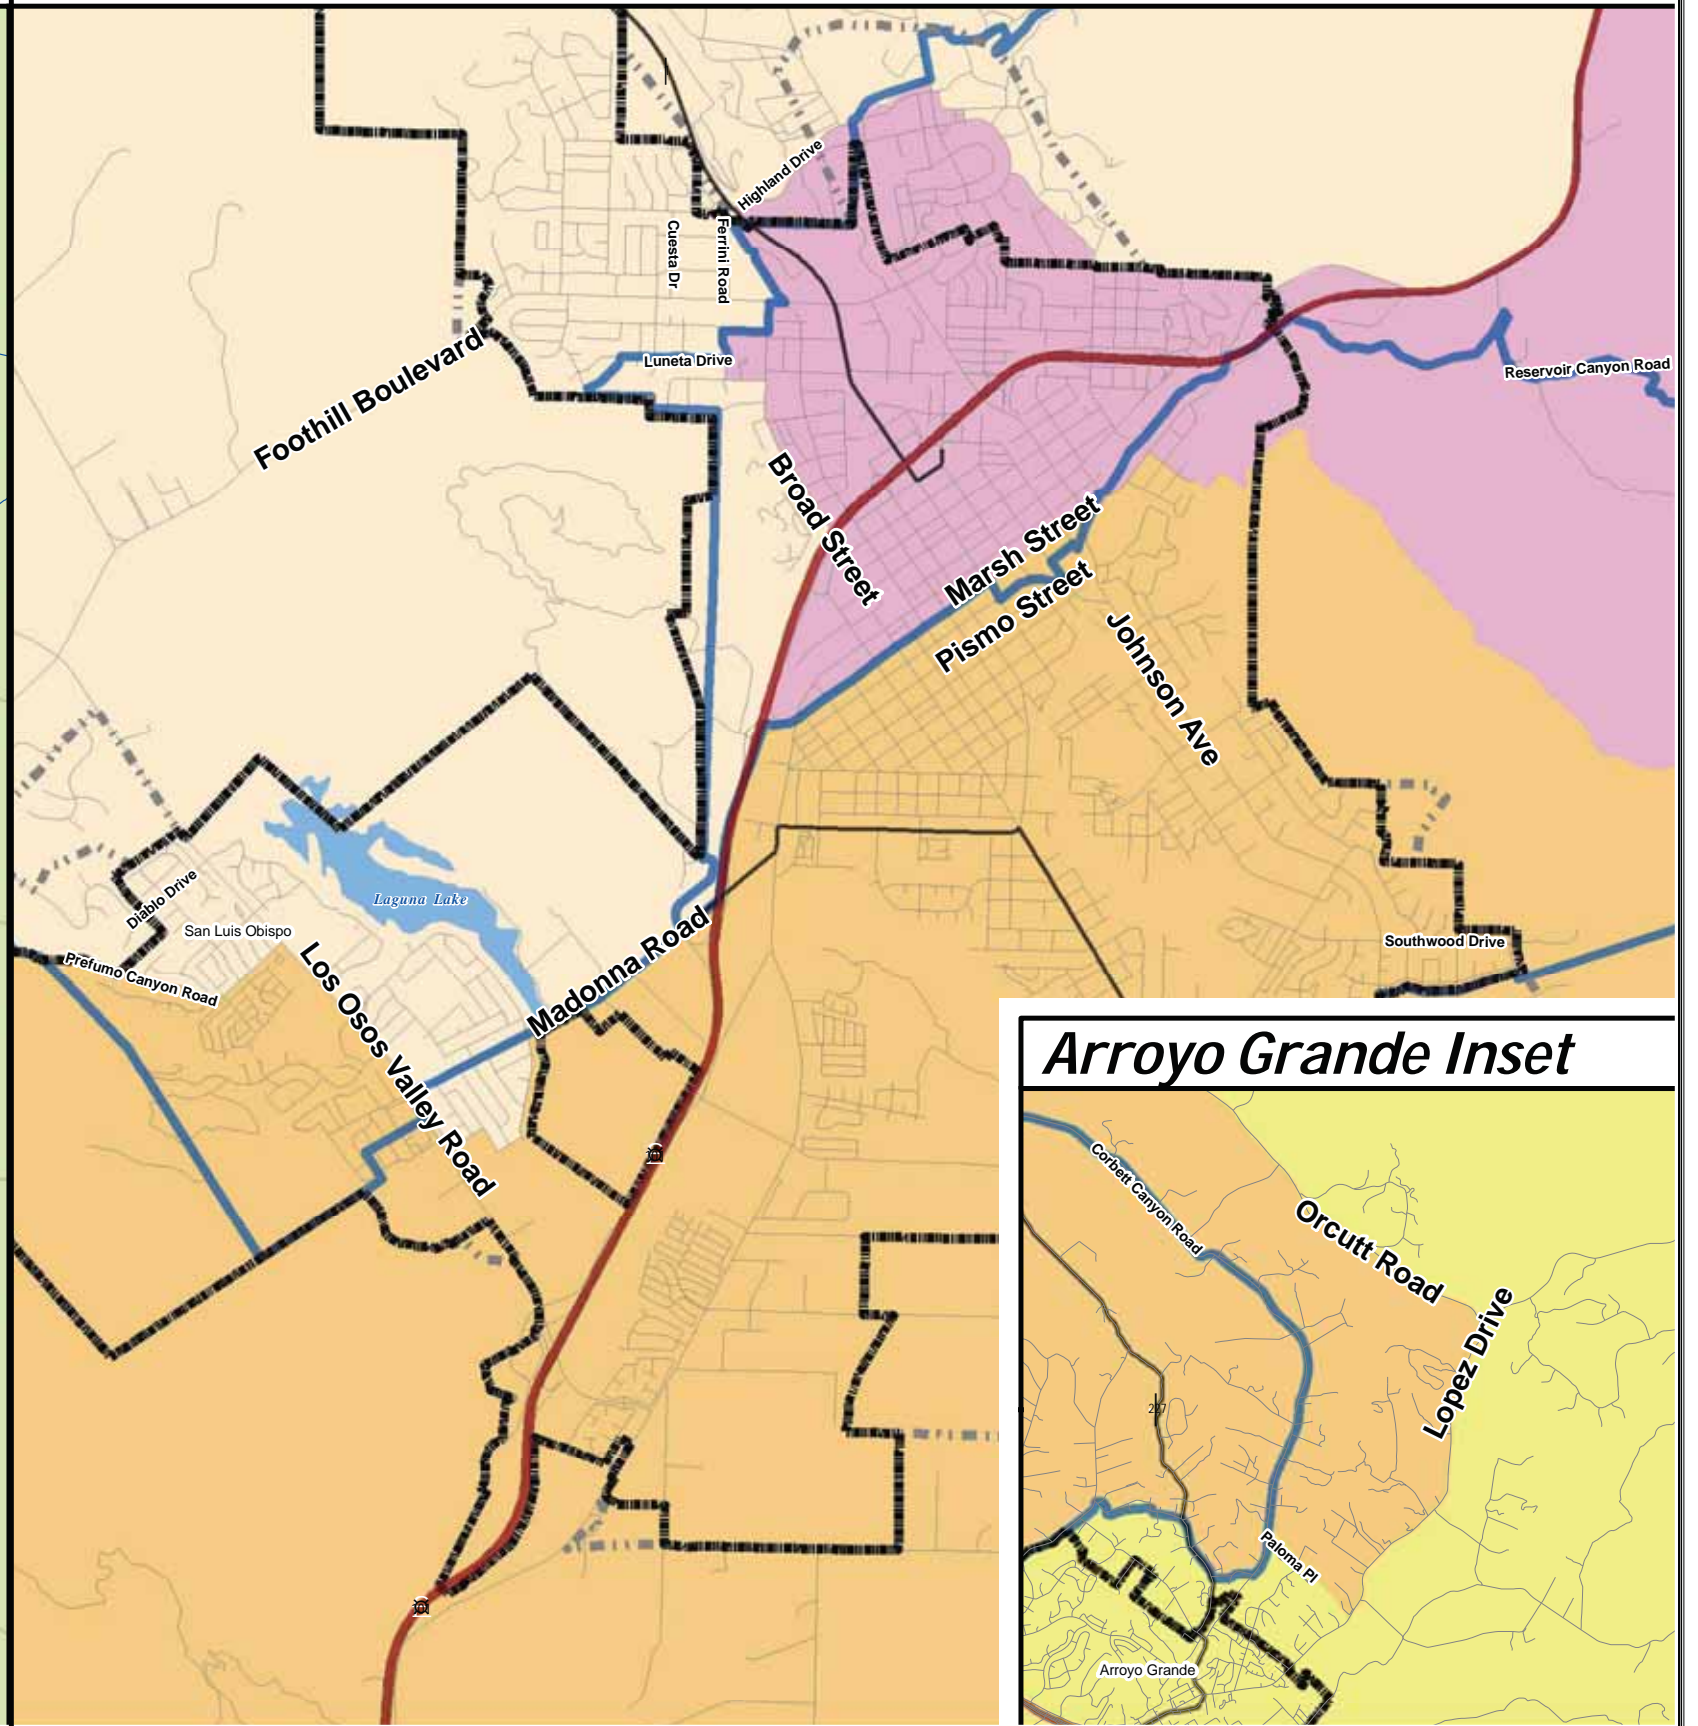 Highland Drive
Cuesta Dr
Ferrini Road
Foothill Boulevard
Luneta Drive
Reservoir Canyon Road
Broad Street
Marsh Street
Pismo Street
Johnson Ave
Diablo Drive
Laguna Lake
San Luis Obispo
Prefumo Canyon Road
Los Osos Valley Road
Madonna Road
Southwood Drive
Arroyo Grande Inset
Corbett Canyon Road
Orcutt Road
Lopez Drive
227
Paloma Pl
Arroyo Grande